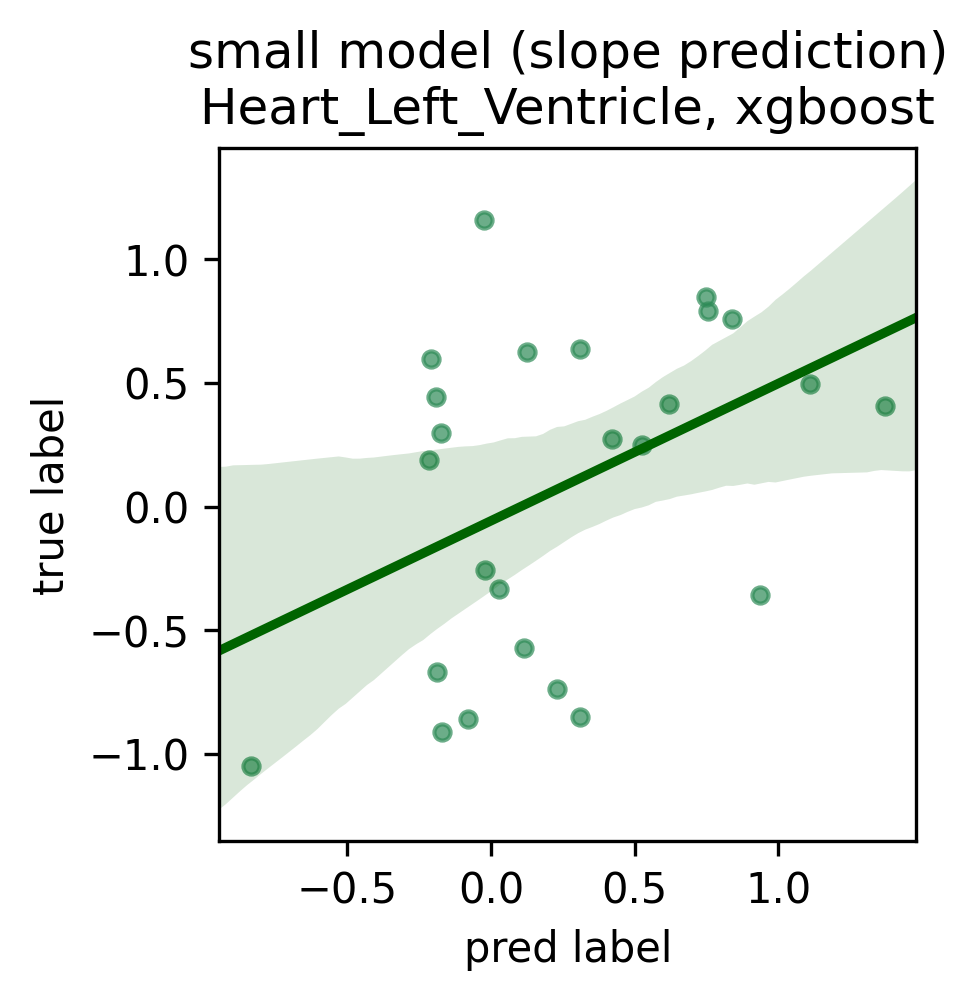 small model (slope prediction)
Heart_Left_Ventricle, xgboost
1.0
0.5
0.0
−0.5
−1.0
true label
−0.5 0.0 0.5 1.0
pred label